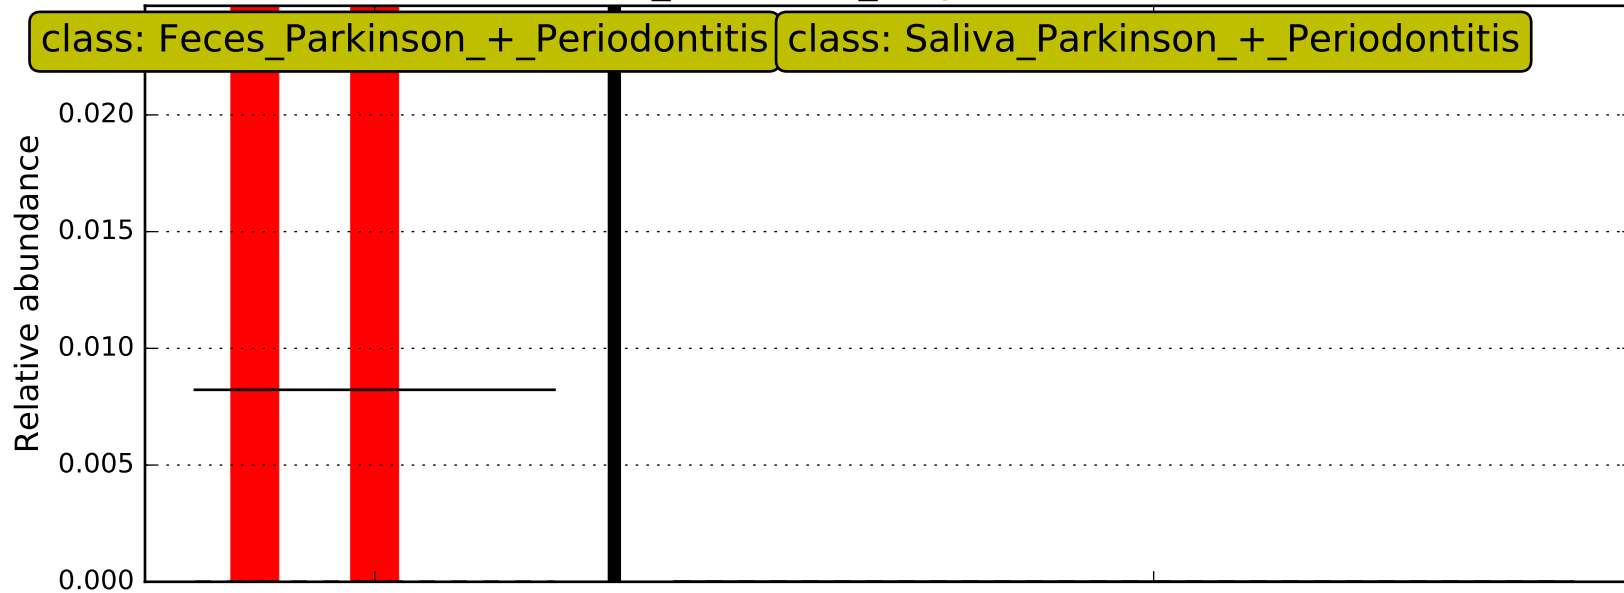 class: Feces_Parkinson_+_Periodontitis
class: Saliva_Parkinson_+_Periodontitis
0.020
0.015
0.010
0.005
0.000
Relative abundance